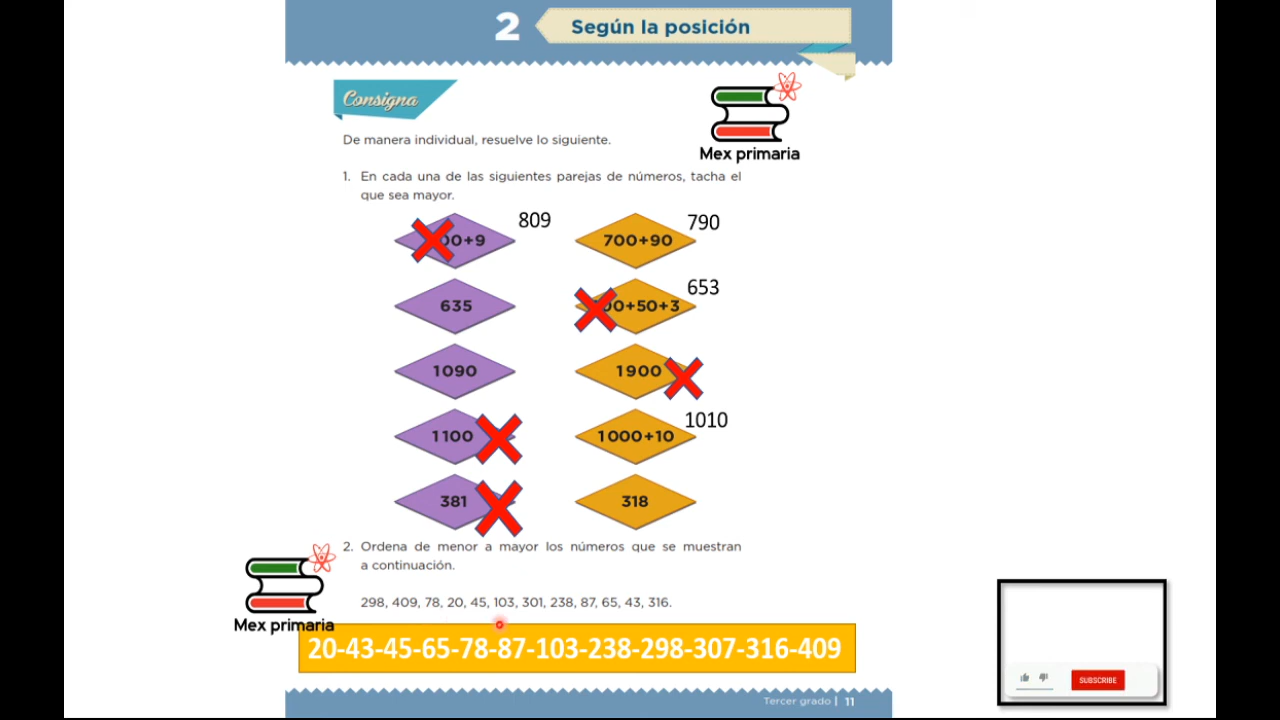 2 Según la posición
Consigna
Mex primaria
De manera individual, resuelve lo siguiente.
1. En cada una de las siguientes parejas de números, tacha el
que sea mayor.
00+9 809 700+90 790
635 00+50+3 653
1090 1900
1100 1000+10 1010
381 318
2. Ordena de menor a mayor los números que se muestran
a continuación.
298, 409, 78, 20, 45, 103, 301, 238, 87, 65, 43, 316.
Mex primaria
20-43-45-65-78-87-103-238-298-307-316-409
Tercer grado | 11
SUBSCRIBE